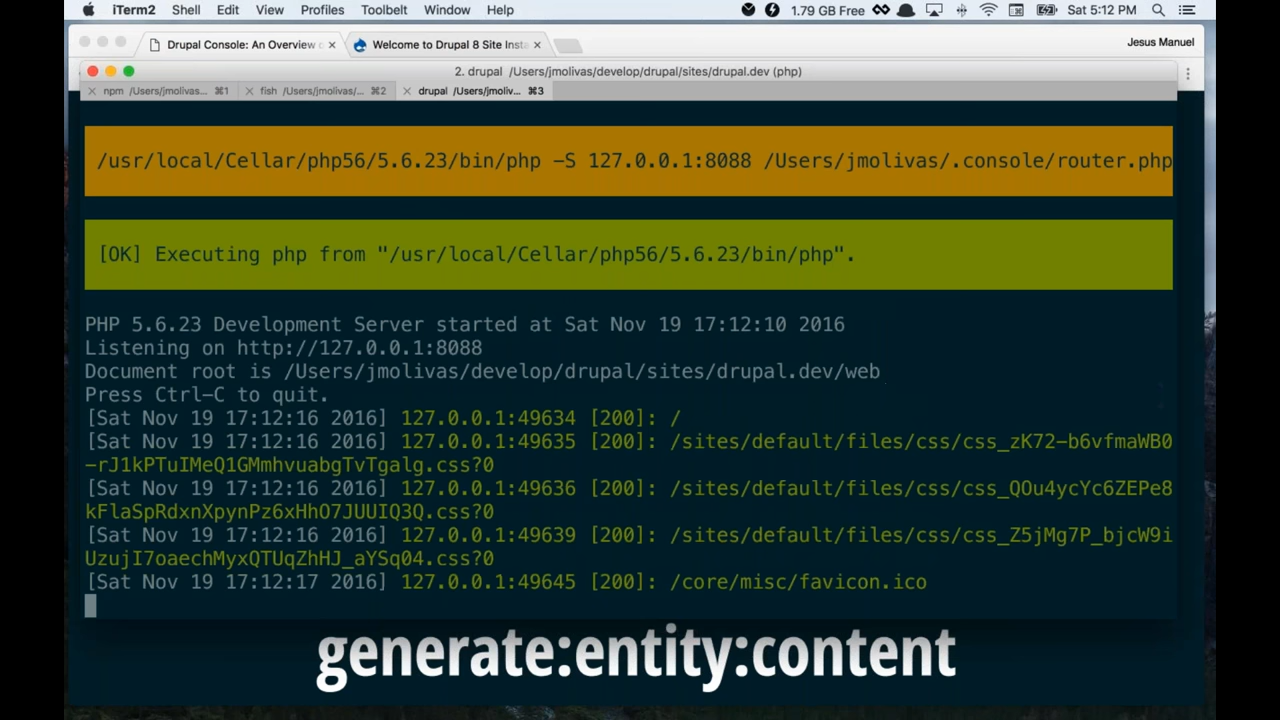 iTerm2 Shell Edit View Profiles Toolbelt Window Help 1.79 GB Free Sat 5:12 PM
Drupal Console: An Overview o Welcome to Drupal 8 Site Insta Jesus Manuel
2. drupal /Users/jmolivas/develop/drupal/sites/drupal.dev (php)
npm /Users/jmolivas... ⌘1 fish /Users/jmolivas/... ⌘2 drupal /Users/jmoliv... ⌘3
/usr/local/Cellar/php56/5.6.23/bin/php -S 127.0.0.1:8088 /Users/jmolivas/.console/router.php
[OK] Executing php from "/usr/local/Cellar/php56/5.6.23/bin/php".
PHP 5.6.23 Development Server started at Sat Nov 19 17:12:10 2016
Listening on http://127.0.0.1:8088
Document root is /Users/jmolivas/develop/drupal/sites/drupal.dev/web
Press Ctrl-C to quit.
[Sat Nov 19 17:12:16 2016] 127.0.0.1:49634 [200]: /
[Sat Nov 19 17:12:16 2016] 127.0.0.1:49635 [200]: /sites/default/files/css/css_zK72-b6vfmaWB0
-rJ1kPTuIMeQ1GMmhvuabgTvTgalg.css?0
[Sat Nov 19 17:12:16 2016] 127.0.0.1:49636 [200]: /sites/default/files/css/css_QOu4ycYc6ZEPe8
kFlaSpRdxnXpynPz6xHhO7JUUIQ3Q.css?0
[Sat Nov 19 17:12:16 2016] 127.0.0.1:49639 [200]: /sites/default/files/css/css_Z5jMg7P_bjcW9i
UzujI7oaechMyxQTUqZhHJ_aYSq04.css?0
[Sat Nov 19 17:12:17 2016] 127.0.0.1:49645 [200]: /core/misc/favicon.ico
generate:entity:content